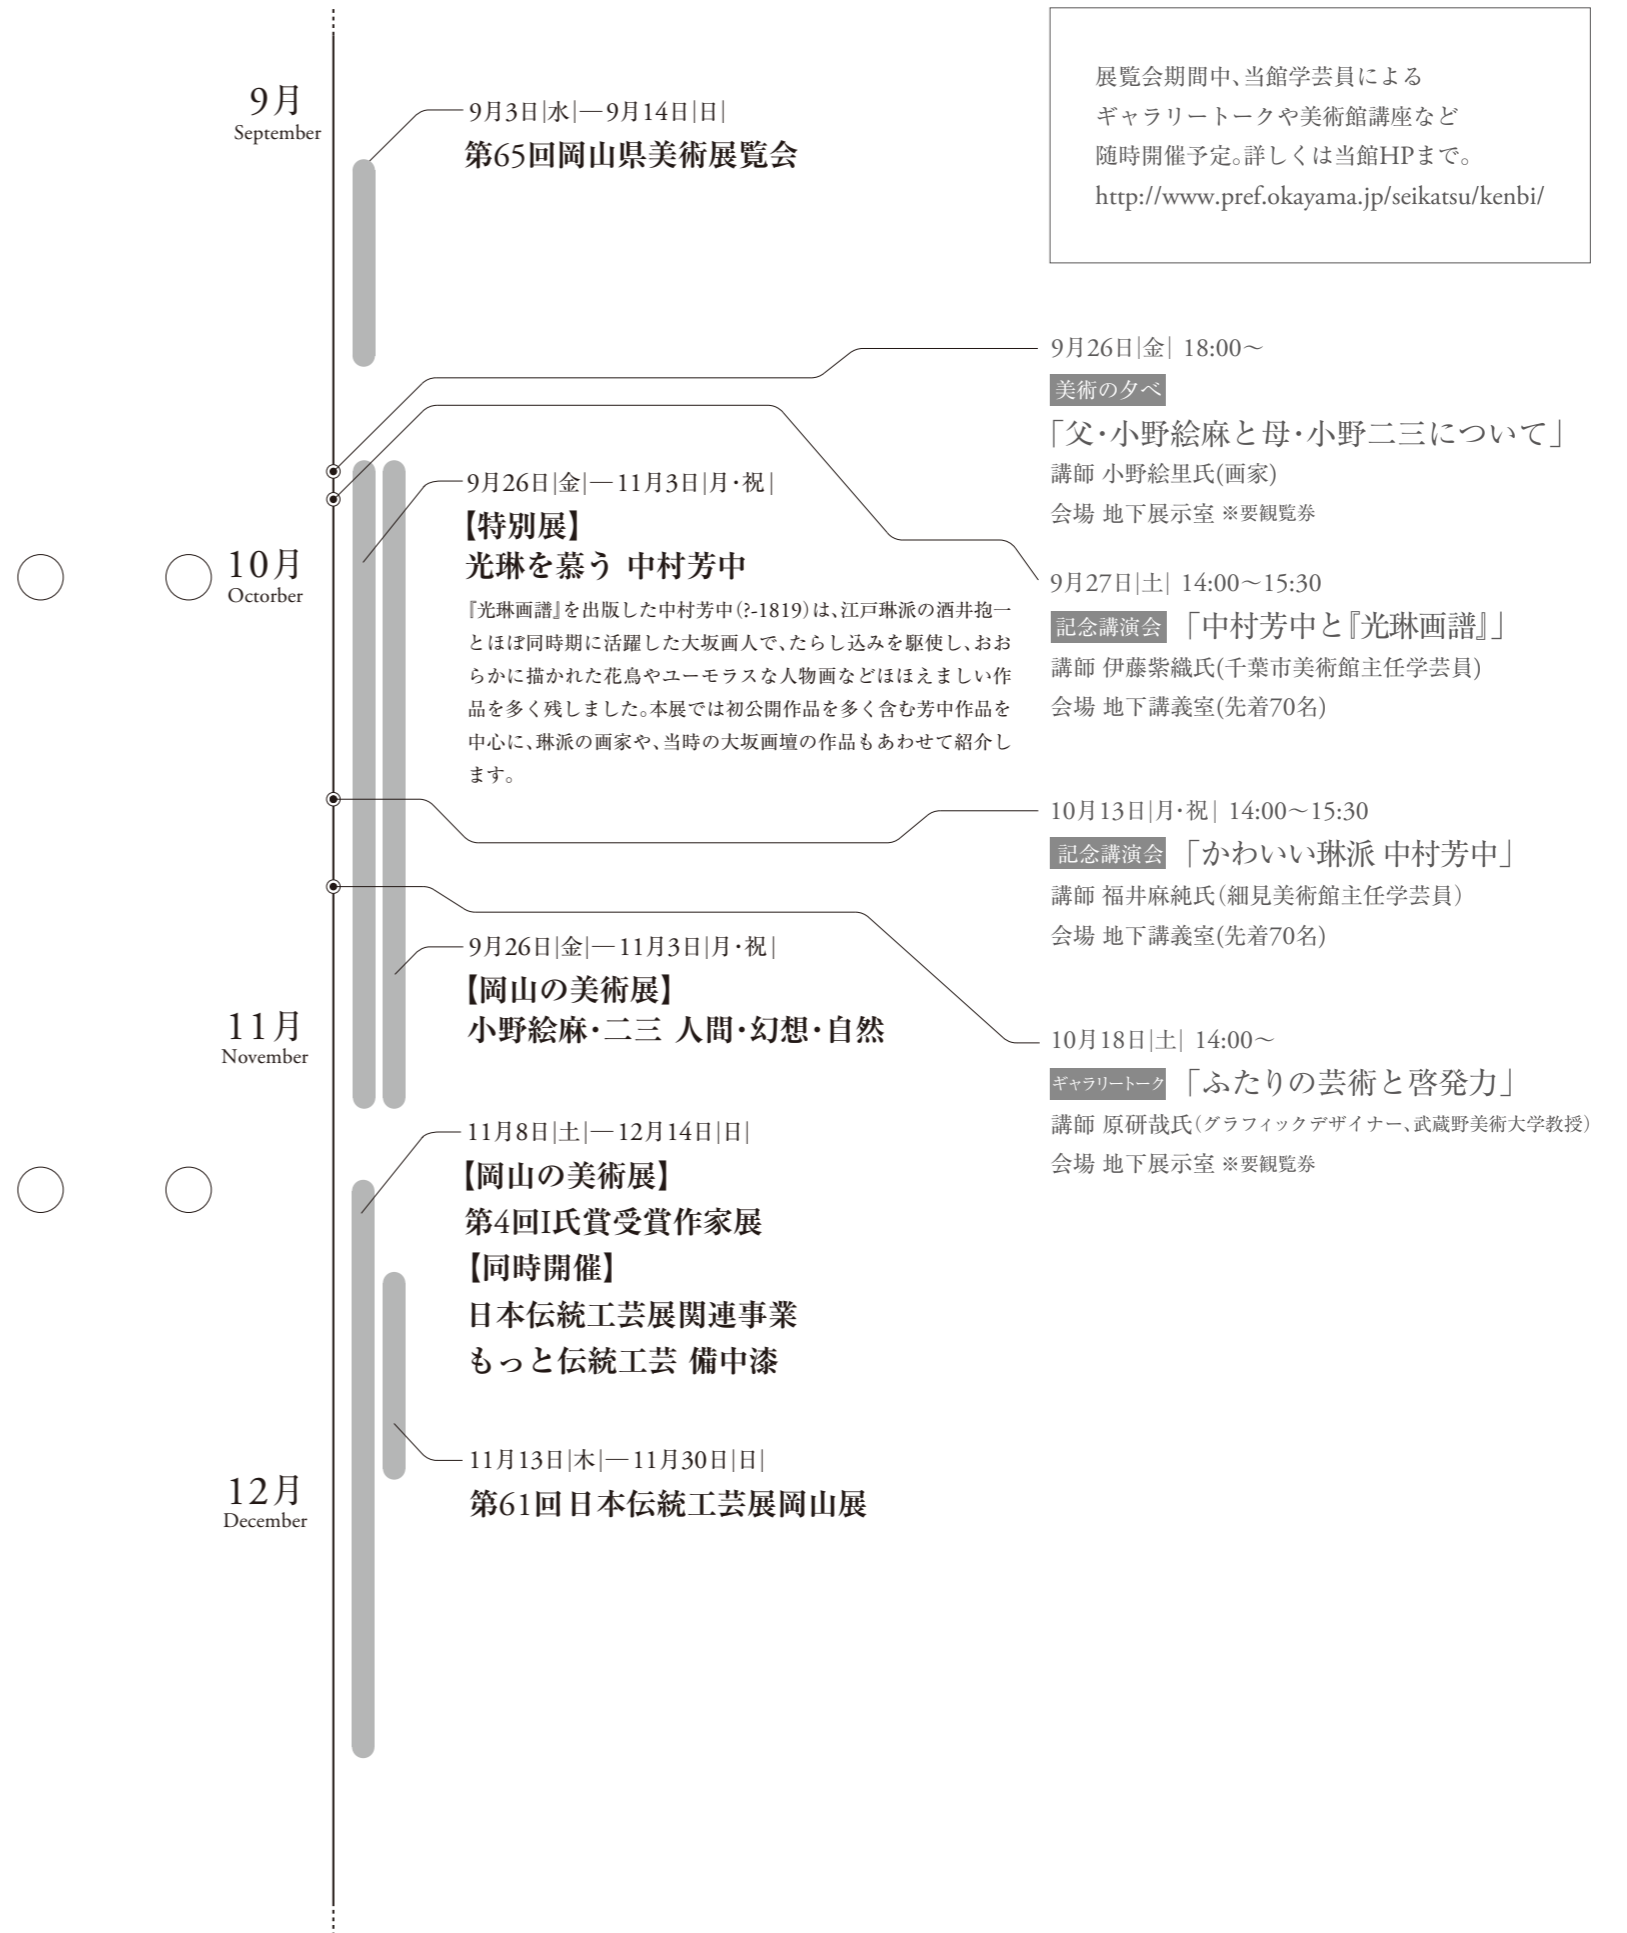 9月
September
9月3日|水|―9月14日|日|
第65回岡山県美術展覧会
展覧会期間中、当館学芸員による
ギャラリートークや美術館講座など
随時開催予定。詳しくは当館HPまで。
http://www.pref.okayama.jp/seikatsu/kenbi/
10月
Octorber
9月26日|金|―11月3日|月・祝|
【特別展】
光琳を慕う 中村芳中
『光琳画譜』を出版した中村芳中(?-1819)は、江戸琳派の酒井抱一
とほぼ同時期に活躍した大坂画人で、たらし込みを駆使し、おお
らかに描かれた花鳥やユーモラスな人物画などほほえましい作
品を多く残しました。本展では初公開作品を多く含む芳中作品を
中心に、琳派の画家や、当時の大坂画壇の作品もあわせて紹介し
ます。
9月26日|金| 18:00〜
美術の夕べ
「父・小野絵麻と母・小野二三について」
講師 小野絵里氏(画家)
会場 地下展示室 ※要観覧券
9月27日|土| 14:00〜15:30
記念講演会 「中村芳中と『光琳画譜』」
講師 伊藤紫織氏(千葉市美術館主任学芸員)
会場 地下講義室(先着70名)
10月13日|月・祝| 14:00〜15:30
記念講演会 「かわいい琳派 中村芳中」
講師 福井麻純氏(細見美術館主任学芸員)
会場 地下講義室(先着70名)
11月
November
9月26日|金|―11月3日|月・祝|
【岡山の美術展】
小野絵麻・二三 人間・幻想・自然
10月18日|土| 14:00〜
ギャラリートーク 「ふたりの芸術と啓発力」
講師 原研哉氏(グラフィックデザイナー、武蔵野美術大学教授)
会場 地下展示室 ※要観覧券
11月8日|土|―12月14日|日|
【岡山の美術展】
第4回I氏賞受賞作家展
【同時開催】
日本伝統工芸展関連事業
もっと伝統工芸 備中漆
12月
December
11月13日|木|―11月30日|日|
第61回日本伝統工芸展岡山展